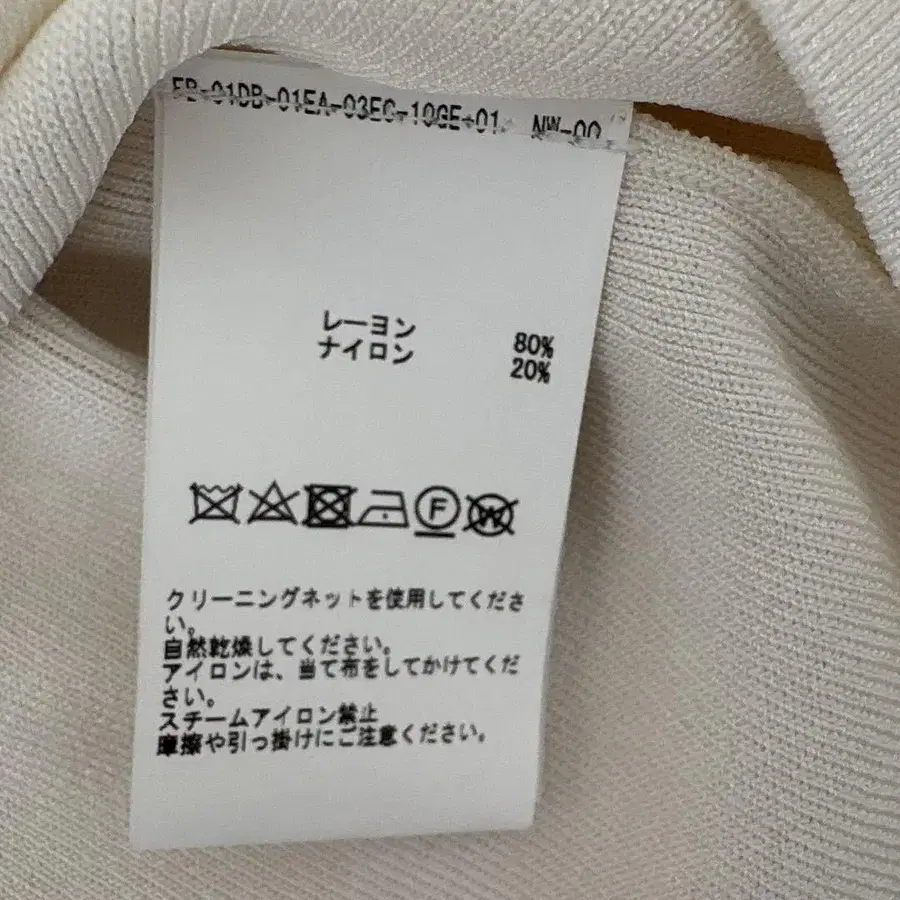 レーヨン 80%
ナイロン 20%
F W
クリーニングネットを使用してくださ
い。
自然乾燥してください。
アイロンは、当て布をしてかけてくだ
さい。
スチームアイロン禁止
摩擦や引っ掛けにご注意ください。